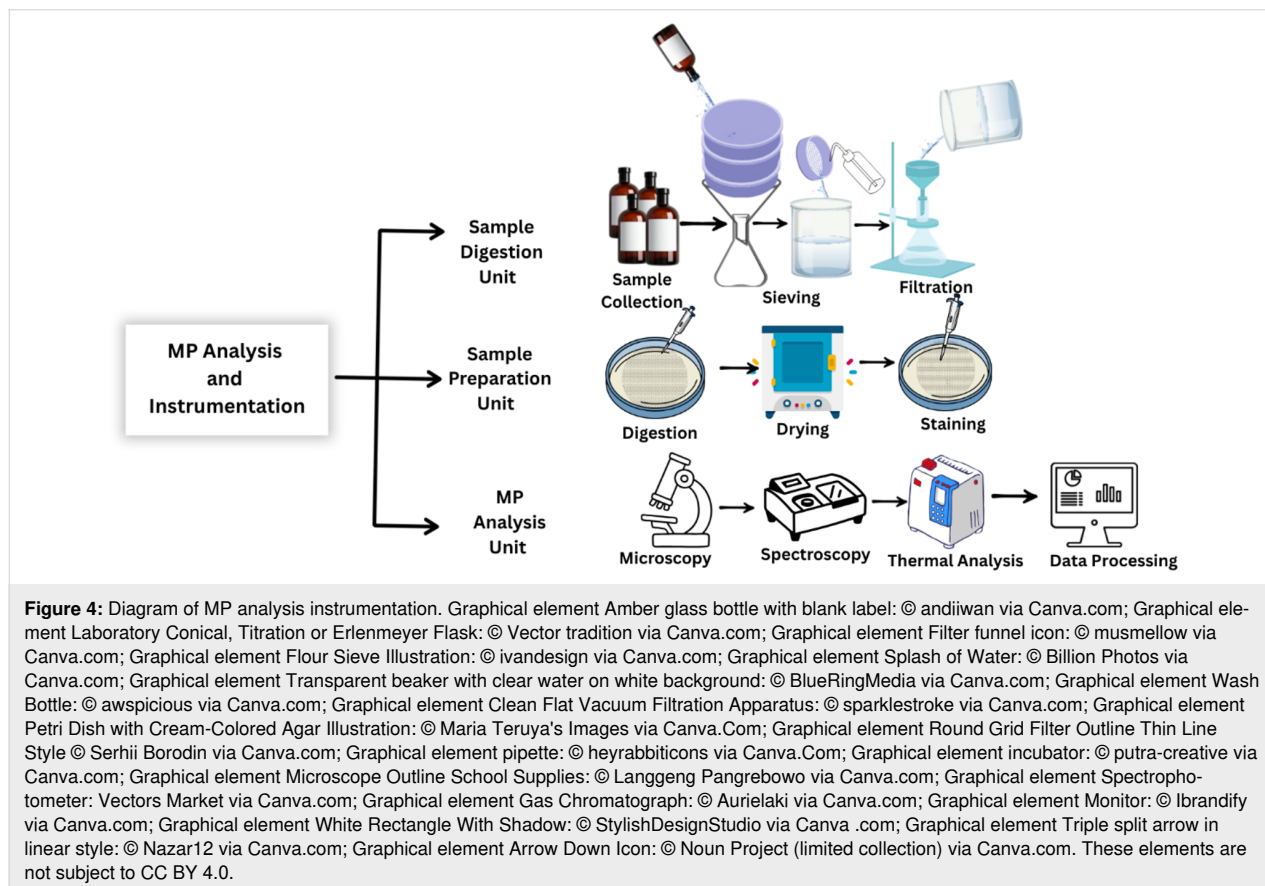 MP Analysis
and
Instrumentation
Sample
Digestion
Unit
Sample
Collection
Sieving
Filtration
Sample
Preparation
Unit
Digestion
Drying
Staining
MP
Analysis
Unit
Microscopy
Spectroscopy
Thermal Analysis
Data Processing
Figure 4: Diagram of MP analysis instrumentation. Graphical element Amber glass bottle with blank label: © andiiwan via Canva.com; Graphical ele-
ment Laboratory Conical, Titration or Erlenmeyer Flask: © Vector tradition via Canva.com; Graphical element Filter funnel icon: © musmellow via
Canva.com; Graphical element Flour Sieve Illustration: © ivandesign via Canva.com; Graphical element Splash of Water: © Billion Photos via
Canva.com; Graphical element Transparent beaker with clear water on white background: © BlueRingMedia via Canva.com; Graphical element Wash
Bottle: © awspicious via Canva.com; Graphical element Clean Flat Vacuum Filtration Apparatus: © sparklestroke via Canva.com; Graphical element
Petri Dish with Cream-Colored Agar Illustration: © Maria Teruya's Images via Canva.Com; Graphical element Round Grid Filter Outline Thin Line
Style © Serhii Borodin via Canva.com; Graphical element pipette: © heyrabbiticons via Canva.Com; Graphical element incubator: © putra-creative via
Canva.com; Graphical element Microscope Outline School Supplies: © Langgeng Pangrebowo via Canva.com; Graphical element Spectropho-
tometer: Vectors Market via Canva.com; Graphical element Gas Chromatograph: © Aurielaki via Canva.com; Graphical element Monitor: © Ibrandify
via Canva.com; Graphical element White Rectangle With Shadow: © StylishDesignStudio via Canva .com; Graphical element Triple split arrow in
linear style: © Nazar12 via Canva.com; Graphical element Arrow Down Icon: © Noun Project (limited collection) via Canva.com. These elements are
not subject to CC BY 4.0.